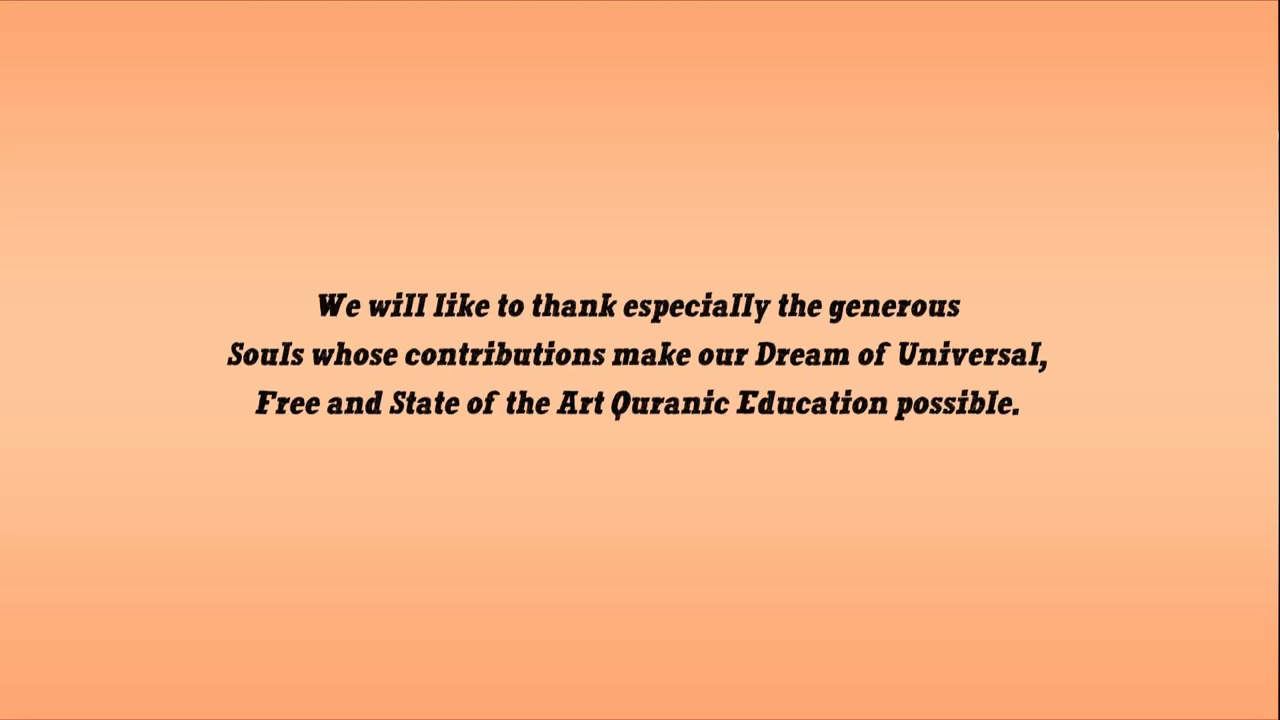 We will like to thank especially the generous
Souls whose contributions make our Dream of Universal,
Free and State of the Art Quranic Education possible.